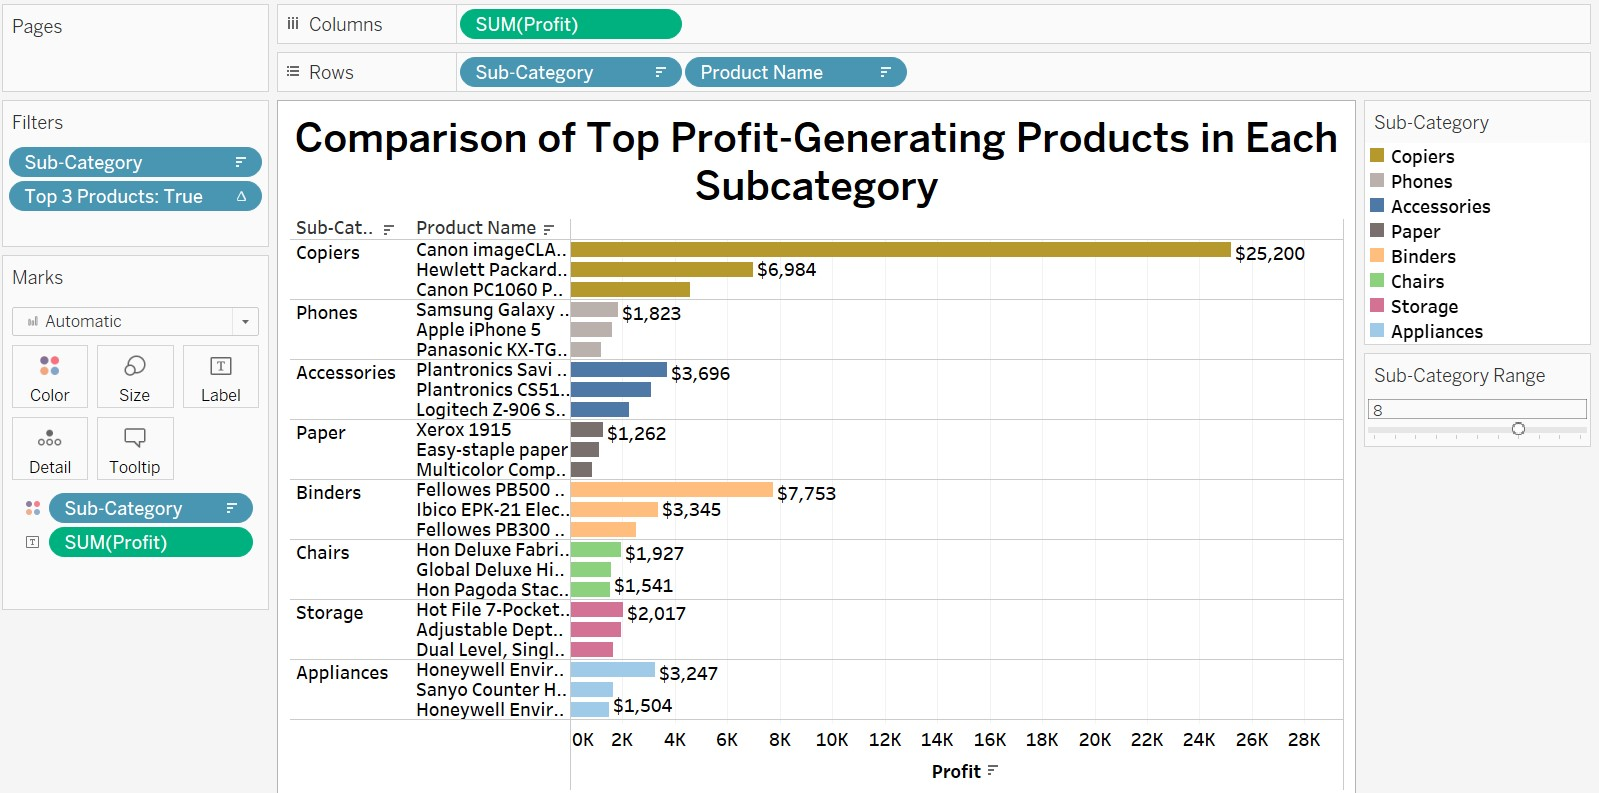 Pages
Columns
SUM(Profit)
Rows
Sub-Category
Product Name
Filters
Sub-Category
Top 3 Products: True
Marks
Automatic
Color
Size
Label
Detail
Tooltip
Sub-Category
SUM(Profit)
Comparison of Top Profit-Generating Products in Each
Subcategory
Sub-Cat.. Product Name
Copiers
Canon imageCLA.. $25,200
Hewlett Packard.. $6,984
Canon PC1060 P..
Phones
Samsung Galaxy .. $1,823
Apple iPhone 5
Panasonic KX-TG..
Accessories
Plantronics Savi .. $3,696
Plantronics CS51..
Logitech Z-906 S..
Paper
Xerox 1915 $1,262
Easy-staple paper
Multicolor Comp..
Binders
Fellowes PB500 .. $7,753
Ibico EPK-21 Elec.. $3,345
Fellowes PB300 ..
Chairs
Hon Deluxe Fabri.. $1,927
Global Deluxe Hi..
Hon Pagoda Stac.. $1,541
Storage
Hot File 7-Pocket.. $2,017
Adjustable Dept..
Dual Level, Singl..
Appliances
Honeywell Envir.. $3,247
Sanyo Counter H..
Honeywell Envir.. $1,504
0K 2K 4K 6K 8K 10K 12K 14K 16K 18K 20K 22K 24K 26K 28K
Profit
Sub-Category
Copiers
Phones
Accessories
Paper
Binders
Chairs
Storage
Appliances
Sub-Category Range
8